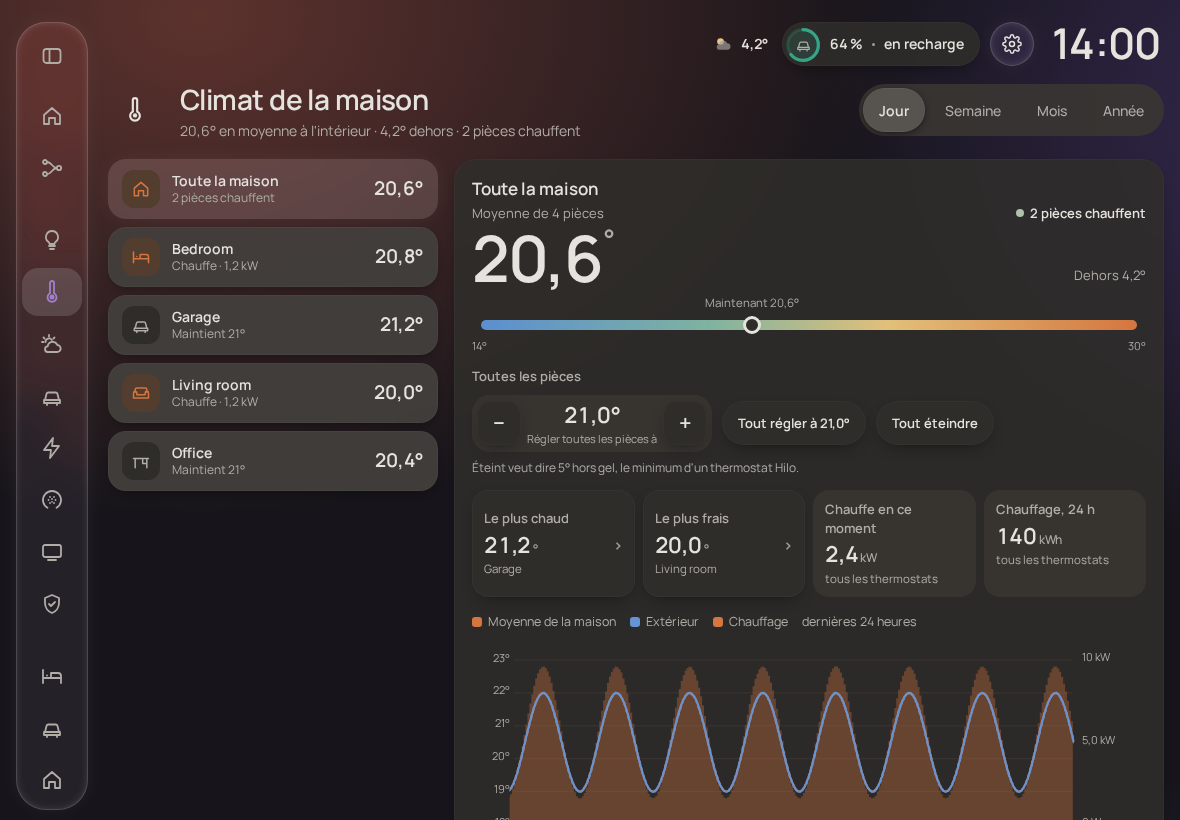 4,2°
64 % · en recharge
14:00
Climat de la maison
20,6° en moyenne à l'intérieur · 4,2° dehors · 2 pièces chauffent
Jour
Semaine
Mois
Année
Toute la maison
2 pièces chauffent
20,6°
Bedroom
Chauffe · 1,2 kW
20,8°
Garage
Maintient 21°
21,2°
Living room
Chauffe · 1,2 kW
20,0°
Office
Maintient 21°
20,4°
Toute la maison
Moyenne de 4 pièces
2 pièces chauffent
20,6°
Dehors 4,2°
Maintenant 20,6°
14°
30°
Toutes les pièces
−
21,0°
Régler toutes les pièces à
+
Tout régler à 21,0°
Tout éteindre
Éteint veut dire 5° hors gel, le minimum d'un thermostat Hilo.
Le plus chaud
21,2°
Garage
Le plus frais
20,0°
Living room
Chauffe en ce
moment
2,4 kW
tous les thermostats
Chauffage, 24 h
140 kWh
tous les thermostats
Moyenne de la maison
Extérieur
Chauffage
dernières 24 heures
23°
22°
21°
20°
19°
10 kW
5,0 kW